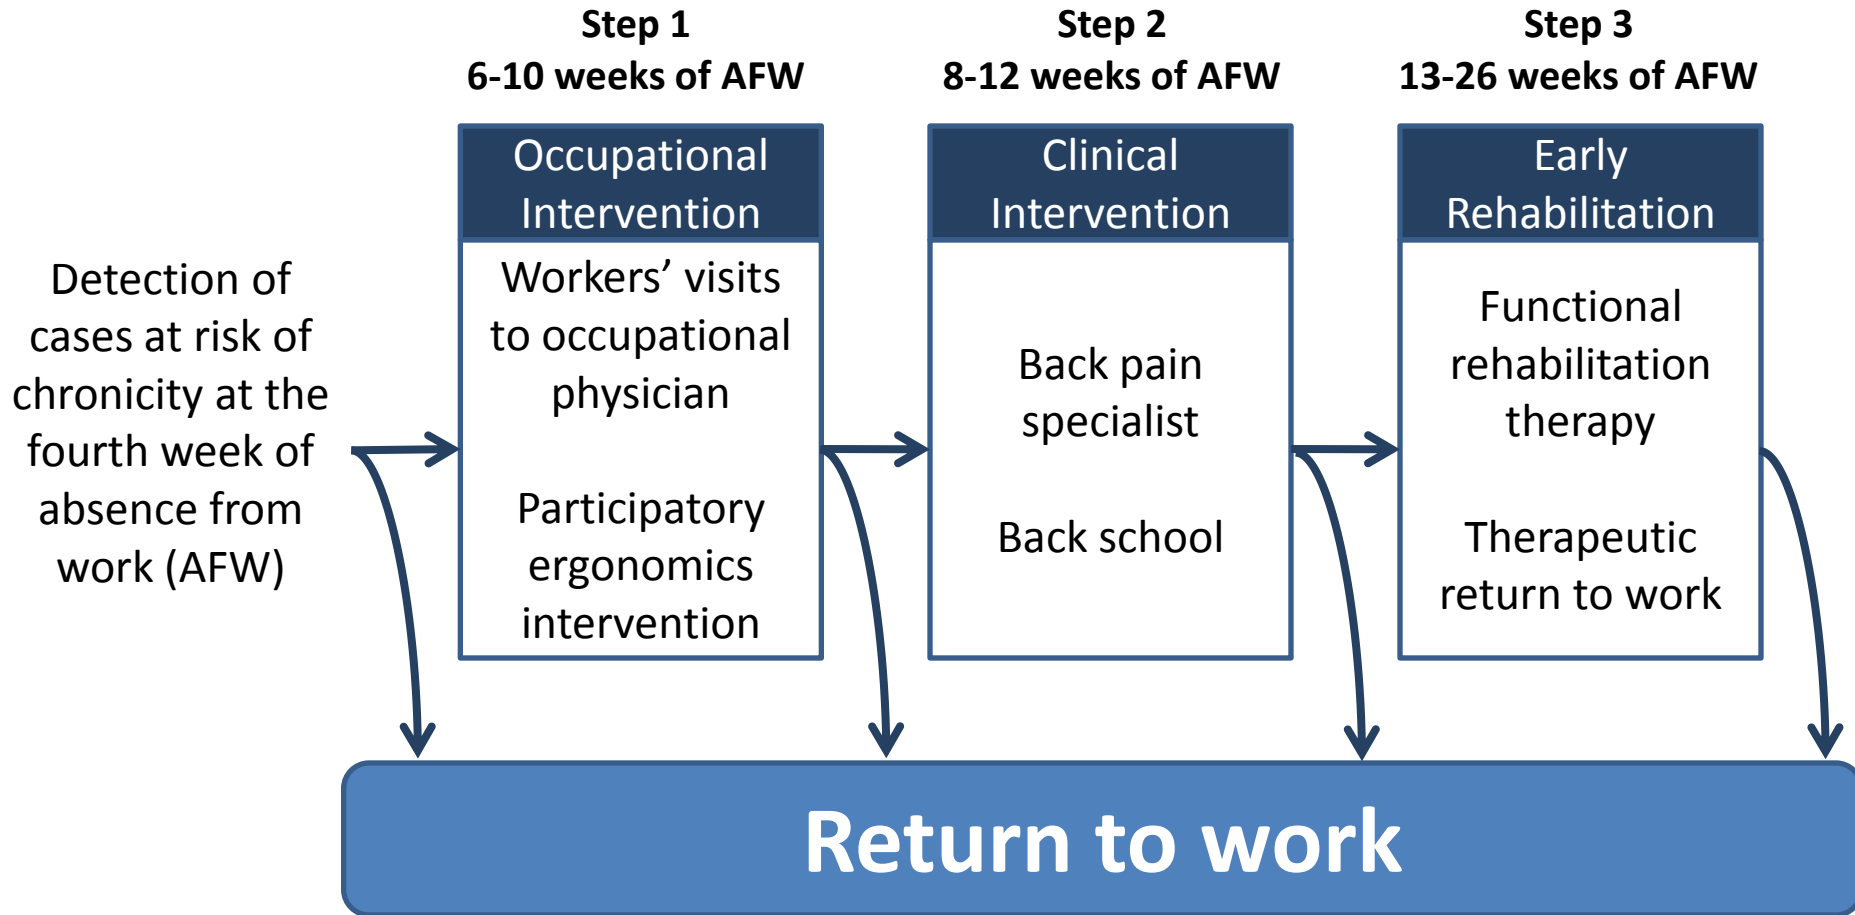 Step 1
6-10 weeks of AFW
Step 2
8-12 weeks of AFW
Step 3
13-26 weeks of AFW
Detection of
cases at risk of
chronicity at the
fourth week of
absence from
work (AFW)
Occupational
Intervention
Workers’ visits
to occupational
physician
Participatory
ergonomics
intervention
Clinical
Intervention
Back pain
specialist
Back school
Early
Rehabilitation
Functional
rehabilitation
therapy
Therapeutic
return to work
Return to work